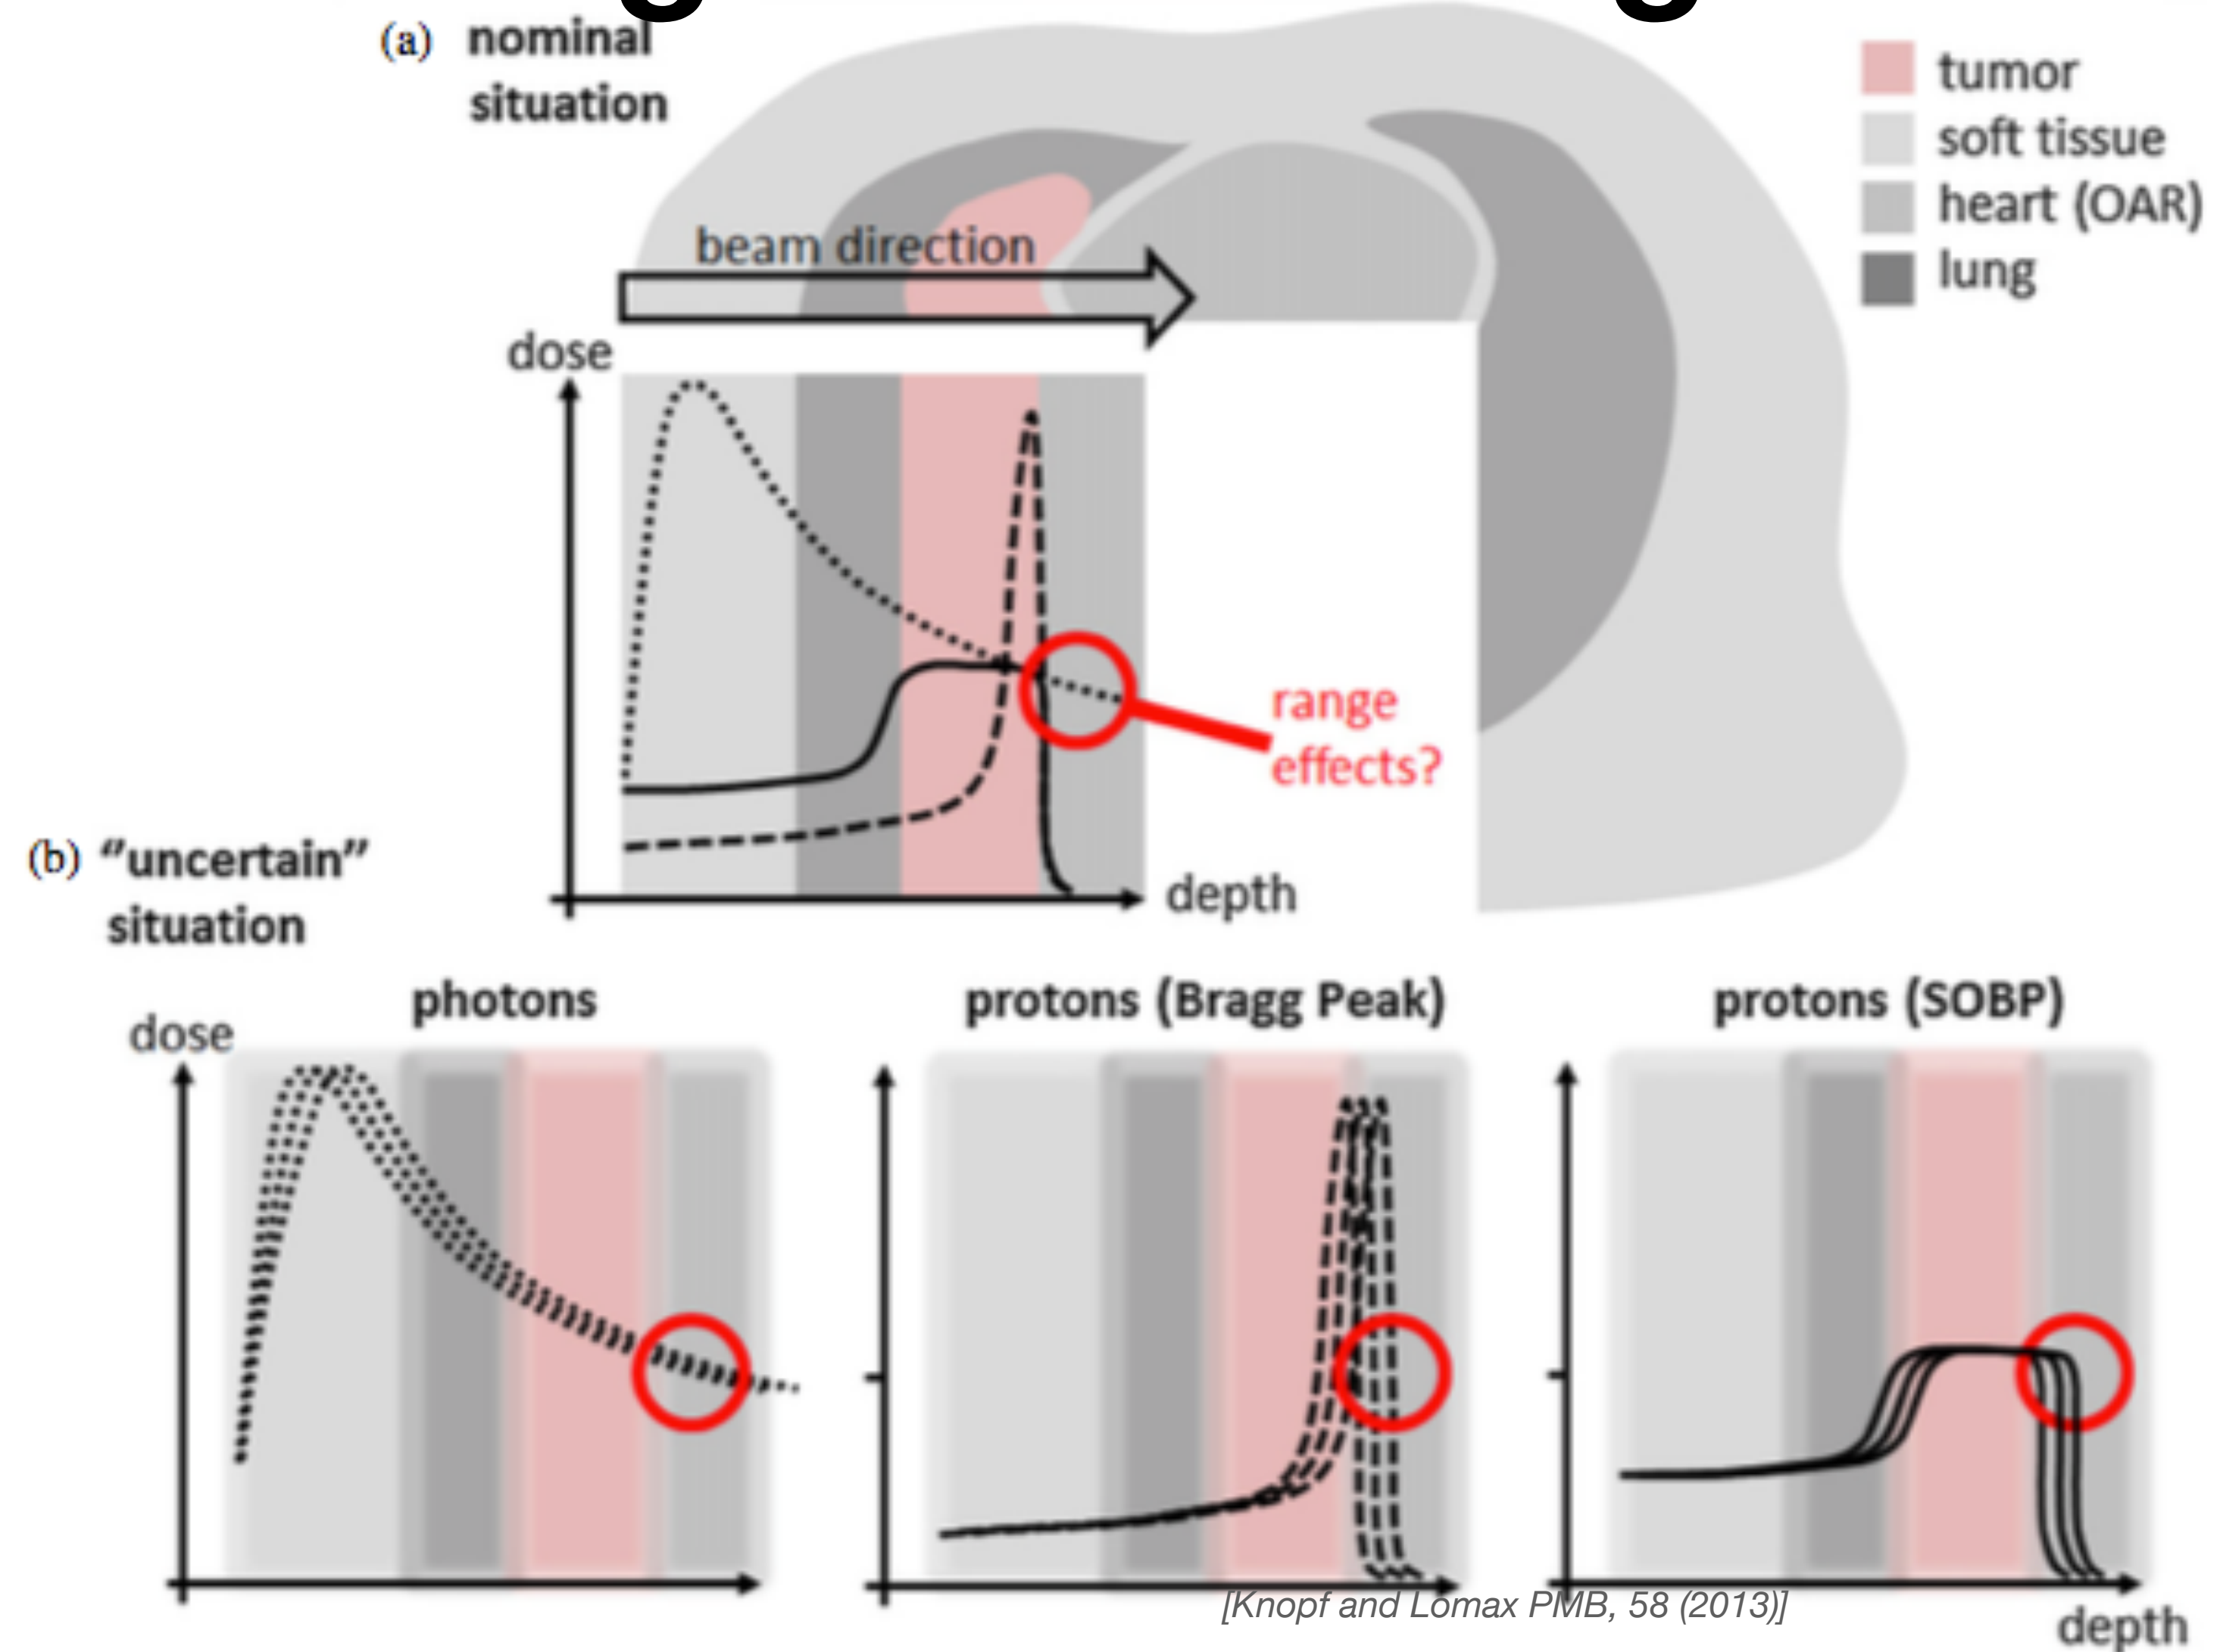 (a) nominal
situation
tumor
soft tissue
heart (OAR)
lung
beam direction
dose
range
effects?
depth
(b) “uncertain”
situation
photons
protons (Bragg Peak)
protons (SOBP)
dose
[Knopf and Lomax PMB, 58 (2013)]
depth